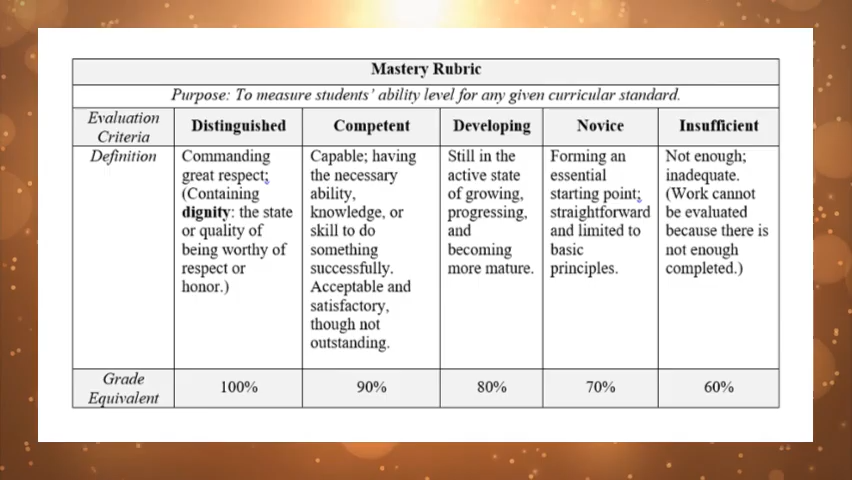 Mastery Rubric
Purpose: To measure students' ability level for any given curricular standard.
Evaluation
Criteria
Distinguished
Competent
Developing
Novice
Insufficient
Definition
Commanding
great respect;
(Containing
dignity: the state
or quality of
being worthy of
respect or
honor.)
Capable; having
the necessary
ability,
knowledge, or
skill to do
something
successfully.
Acceptable and
satisfactory,
though not
outstanding.
Still in the
active state
of growing,
progressing,
and
becoming
more mature.
Forming an
essential
starting point;
straightforward
and limited to
basic
principles.
Not enough;
inadequate.
(Work cannot
be evaluated
because there is
not enough
completed.)
Grade
Equivalent
100%
90%
80%
70%
60%